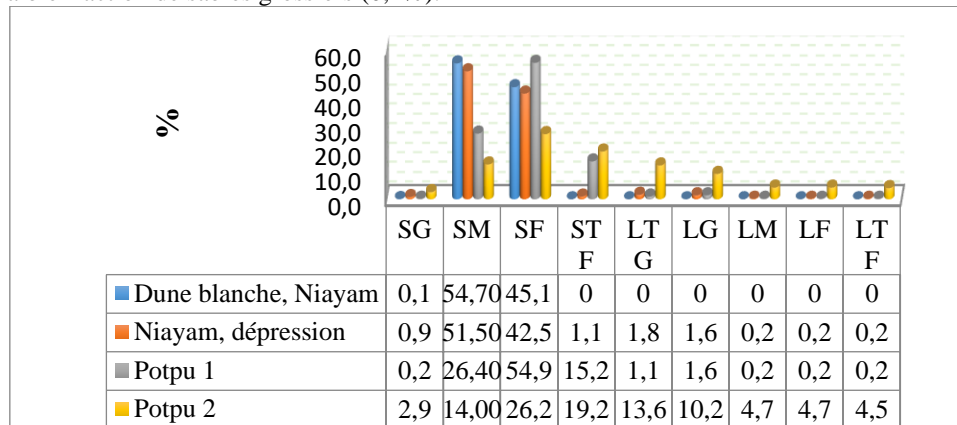 60,0
50,0
40,0
30,0
20,0
10,0
0,0
%
SG SM SF ST F LT G LG LM LF LT F
Dune blanche, Niayam 0,1 54,70 45,1 0 0 0 0 0 0
Niayam, dépression 0,9 51,50 42,5 1,1 1,8 1,6 0,2 0,2 0,2
Potpu 1 0,2 26,40 54,9 15,2 1,1 1,6 0,2 0,2 0,2
Potpu 2 2,9 14,00 26,2 19,2 13,6 10,2 4,7 4,7 4,5